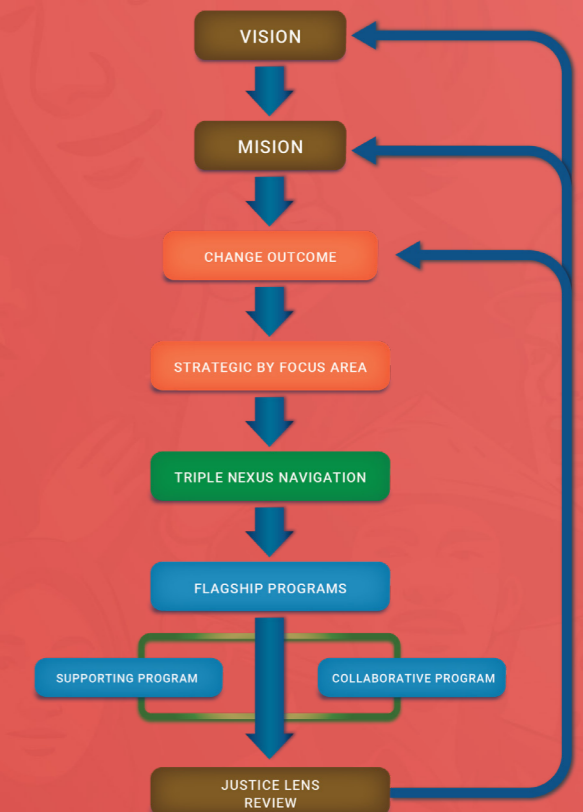 VISION
MISION
CHANGE OUTCOME
STRATEGIC BY FOCUS AREA
TRIPLE NEXUS NAVIGATION
FLAGSHIP PROGRAMS
SUPPORTING PROGRAM
COLLABORATIVE PROGRAM
JUSTICE LENS
REVIEW